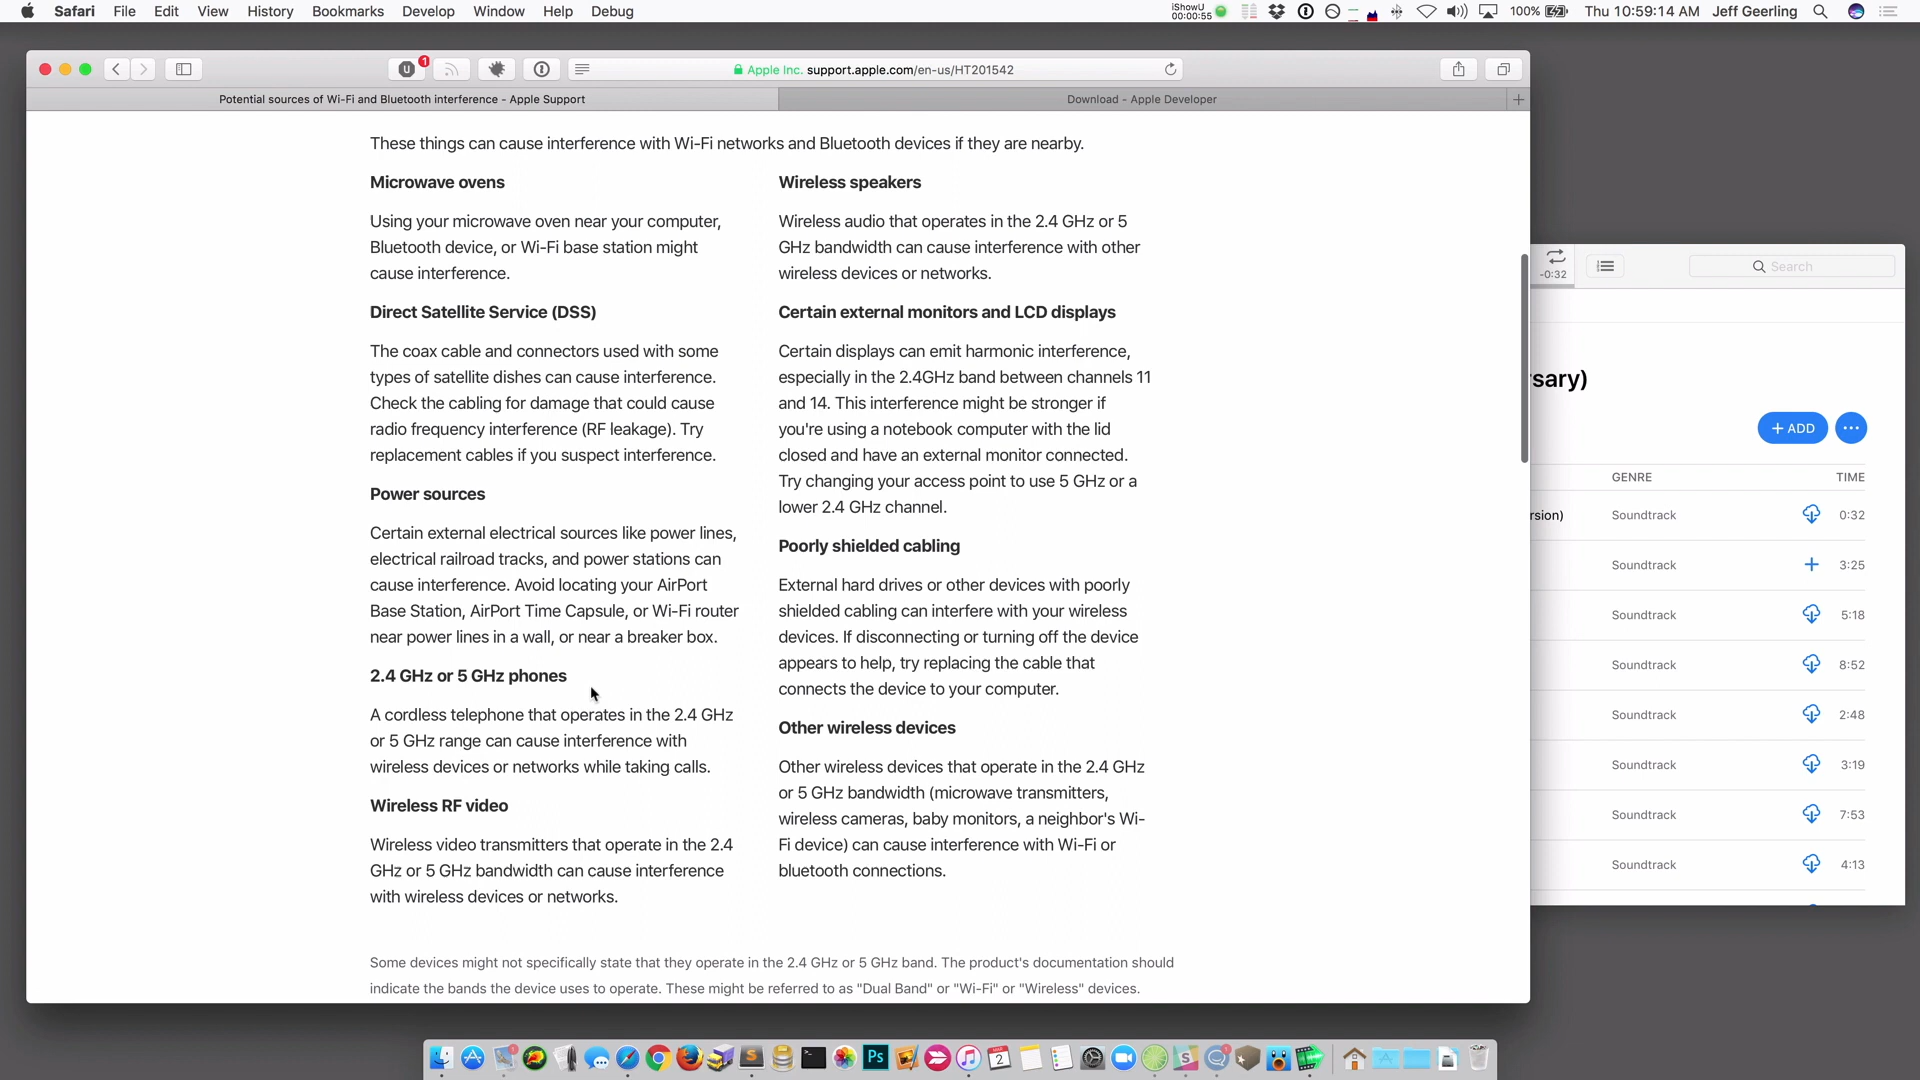 Safari File Edit View History Bookmarks Develop Window Help Debug
iShowU
00:00:55
100% Thu 10:59:14 AM Jeff Geerling
U 1
Apple Inc. support.apple.com/en-us/HT201542
Potential sources of Wi-Fi and Bluetooth interference - Apple Support
Download - Apple Developer
These things can cause interference with Wi-Fi networks and Bluetooth devices if they are nearby.
Microwave ovens
Using your microwave oven near your computer,
Bluetooth device, or Wi-Fi base station might
cause interference.
Direct Satellite Service (DSS)
The coax cable and connectors used with some
types of satellite dishes can cause interference.
Check the cabling for damage that could cause
radio frequency interference (RF leakage). Try
replacement cables if you suspect interference.
Power sources
Certain external electrical sources like power lines,
electrical railroad tracks, and power stations can
cause interference. Avoid locating your AirPort
Base Station, AirPort Time Capsule, or Wi-Fi router
near power lines in a wall, or near a breaker box.
2.4 GHz or 5 GHz phones
A cordless telephone that operates in the 2.4 GHz
or 5 GHz range can cause interference with
wireless devices or networks while taking calls.
Wireless RF video
Wireless video transmitters that operate in the 2.4
GHz or 5 GHz bandwidth can cause interference
with wireless devices or networks.
Wireless speakers
Wireless audio that operates in the 2.4 GHz or 5
GHz bandwidth can cause interference with other
wireless devices or networks.
Certain external monitors and LCD displays
Certain displays can emit harmonic interference,
especially in the 2.4GHz band between channels 11
and 14. This interference might be stronger if
you're using a notebook computer with the lid
closed and have an external monitor connected.
Try changing your access point to use 5 GHz or a
lower 2.4 GHz channel.
Poorly shielded cabling
External hard drives or other devices with poorly
shielded cabling can interfere with your wireless
devices. If disconnecting or turning off the device
appears to help, try replacing the cable that
connects the device to your computer.
Other wireless devices
Other wireless devices that operate in the 2.4 GHz
or 5 GHz bandwidth (microwave transmitters,
wireless cameras, baby monitors, a neighbor's Wi-
Fi device) can cause interference with Wi-Fi or
bluetooth connections.
Some devices might not specifically state that they operate in the 2.4 GHz or 5 GHz band. The product's documentation should
indicate the bands the device uses to operate. These might be referred to as "Dual Band" or "Wi-Fi" or "Wireless" devices.
-0:32
Search
sary)
+ ADD
GENRE TIME
rsion) Soundtrack 0:32
Soundtrack 3:25
Soundtrack 5:18
Soundtrack 8:52
Soundtrack 2:48
Soundtrack 3:19
Soundtrack 7:53
Soundtrack 4:13
Ps
2
S